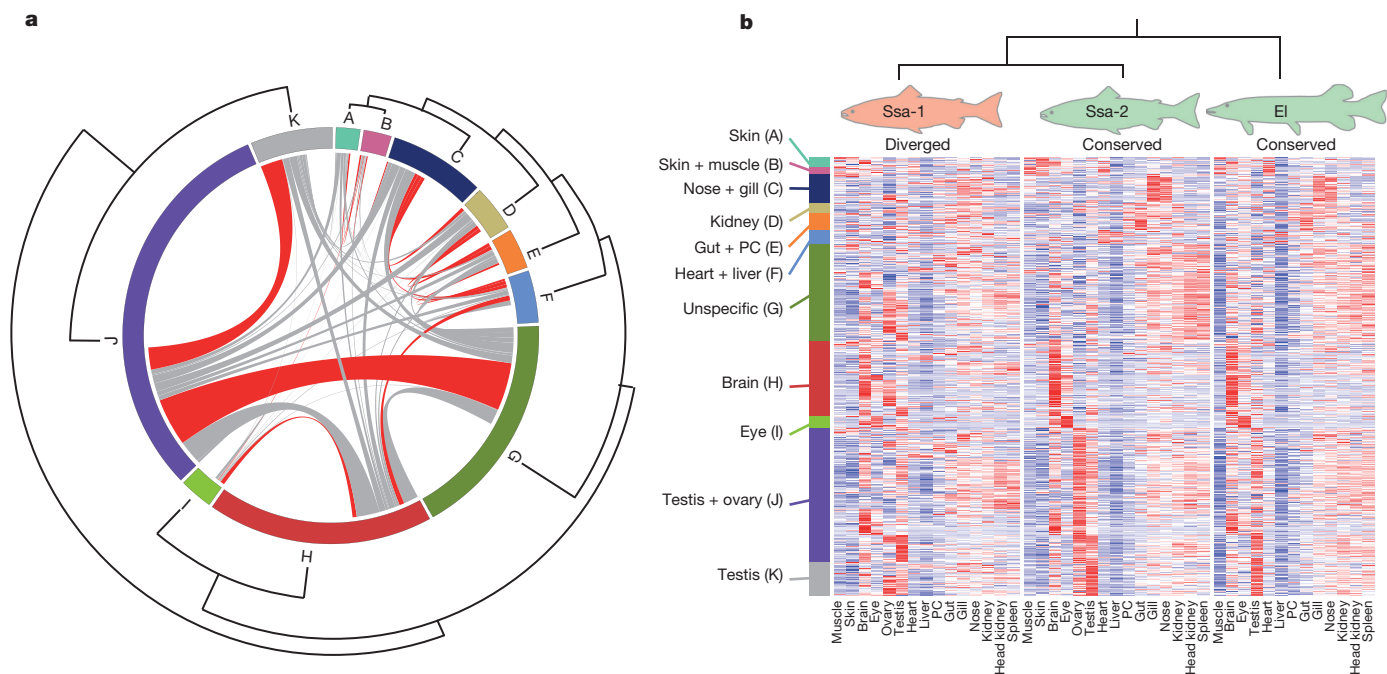 a
K
A
B
C
D
E
F
G
H
J
b
Ssa-1
Ssa-2
El
Diverged
Conserved
Conserved
Skin (A)
Skin + muscle (B)
Nose + gill (C)
Kidney (D)
Gut + PC (E)
Heart + liver (F)
Unspecific (G)
Brain (H)
Eye (I)
Testis + ovary (J)
Testis (K)
Muscle
Skin
Brain
Eye
Ovary
Testis
Heart
Liver
PC
Gut
Gill
Nose
Kidney
Head kidney
Spleen
Muscle
Skin
Brain
Eye
Ovary
Testis
Heart
Liver
PC
Gut
Gill
Nose
Kidney
Head kidney
Spleen
Muscle
Brain
Eye
Testis
Heart
Liver
PC
Gut
Gill
Nose
Kidney
Head kidney
Spleen